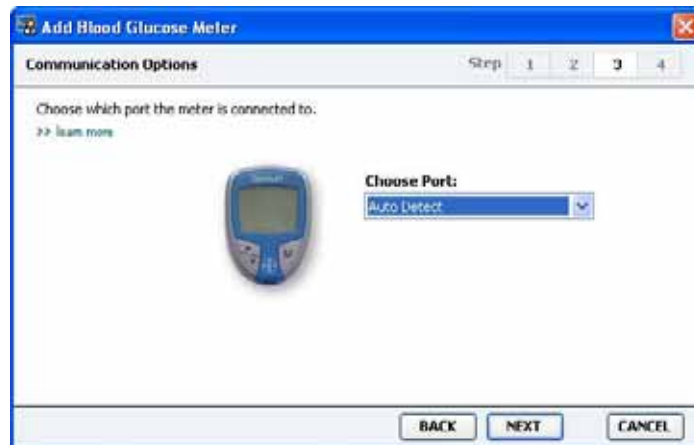 Add Blood Glucose Meter
Communication Options
Step 1 2 3 4
Choose which port the meter is connected to.
>> learn more
Choose Port:
Auto Detect
BACK NEXT CANCEL